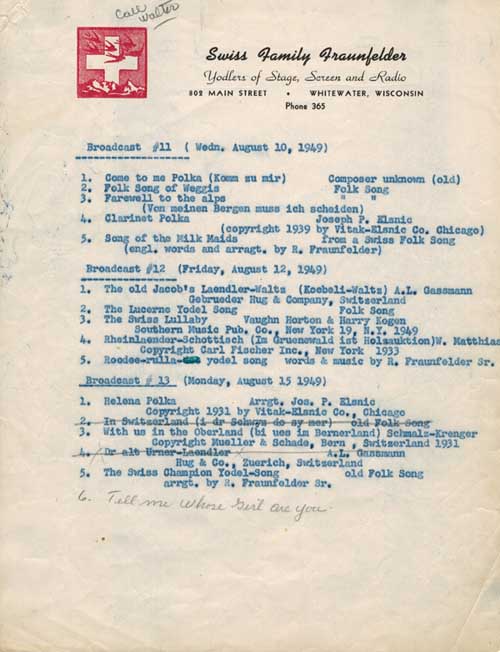 Call
Walter
Swiss Family Fraunfelder
Yodlers of Stage, Screen and Radio
802 MAIN STREET • WHITEWATER, WISCONSIN
Phone 365
Broadcast #11 ( Wedn. August 10, 1949)
1. Come to me Polka (Komm zu mir) Composer unknown (old)
2. Folk Song of Weggis Folk Song
3. Farewell to the alps " "
(Von meinen Bergen muss ich scheiden)
4. Clarinet Polka Joseph P. Elsnic
(copyright 1939 by Vitak-Elsnic Co. Chicago)
5. Song of the Milk Maids from a Swiss Folk Song
(engl. words and arragt. by R. Fraunfelder)
Broadcast #12 (Friday, August 12, 1949)
1. The old Jacob's Laendler-Waltz (Koebeli-Waltz) A.L. Gassmann
Gebrueder Hug & Company, Switzerland
2. The Lucerne Yodel Song Folk Song
3. The Swiss Lullaby Vaughn Horton & Harry Kogen
Southern Music Pub. Co., New York 19, N.Y. 1949
4. Rheinlaender-Schottisch (Im Gruenewald ist Holzauktion)W. Matthias
Copyright Carl Fischer Inc., New York 1933
5. Roedee-rulla- yodel song words & music by R. Fraunfelder Sr.
Broadcast # 13 (Monday, August 15 1949)
1. Helena Polka Arrgt. Jos. P. Elsnic
Copyright 1931 by Vitak-Elsnic Co., Chicago
2. In Switzerland (i dr Schwyz do sy mer) old Folk Song
3. With us in the Oberland (bi ues im Bernerland) Schmalz-Krenger
Copyright Mueller & Schade, Bern , Switzerland 1931
4. Dr alt Urner-Laendler A.L. Gassmann
Hug & Co., Zuerich, Switzerland
5. The Swiss Champion Yodel-Song old Folk Song
arrgt. by R. Fraunfelder Sr.
6. Tell me Whose Girl are you.